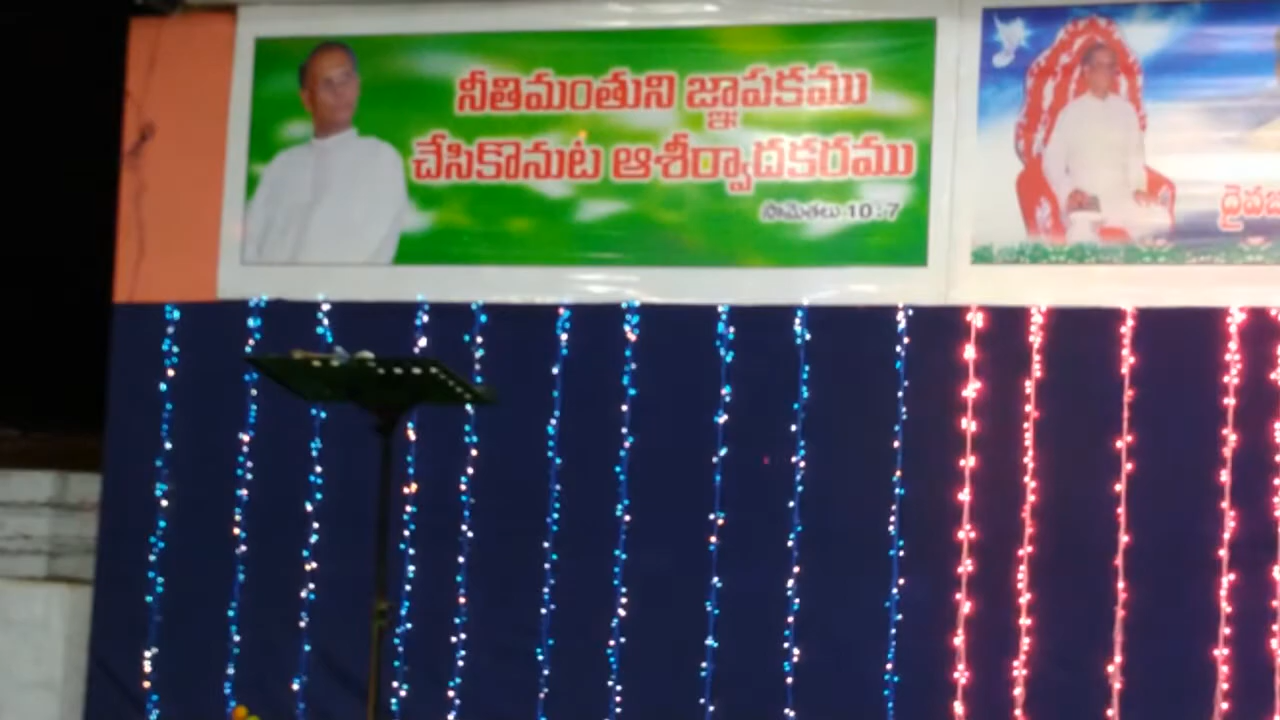 నీతిమంతుని జ్ఞాపకము
చేసికొనుట ఆశీర్వాదకరము
సామెతలు 10:7